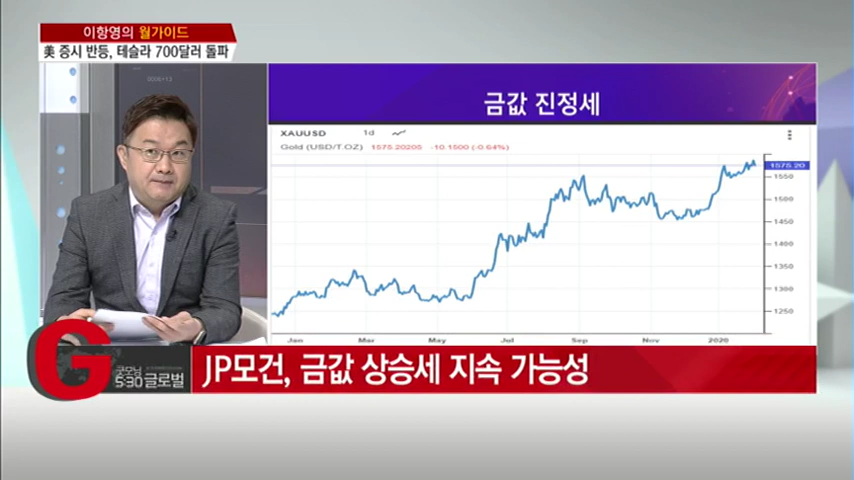 이항영의 월가이드
美 증시 반등, 테슬라 700달러 돌파
금값 진정세
XAUUSD 1d
Gold (USD/T.OZ) 1575.20205 -10.1500 (-0.64%)
1575.20
1550
1500
1450
1400
1350
1300
1250
Jan Mar May Jul Sep Nov 2020
G 굿모닝
5:30 글로벌
JP모건, 금값 상승세 지속 가능성